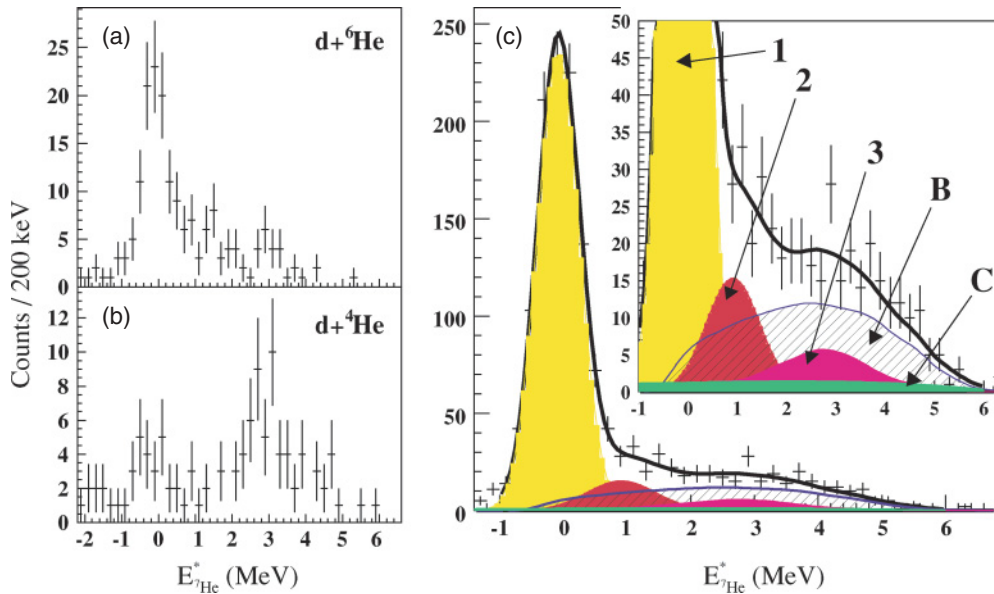 (a)
d+⁶He
25
20
15
10
5
0
(b)
d+⁴He
12
10
8
6
4
2
0
-2 -1 0 1 2 3 4 5 6
E*⁷He (MeV)
Counts / 200 keV
(c)
250
200
150
100
50
0
-1 0 1 2 3 4 5 6
E*⁷He (MeV)
50
45
40
35
30
25
20
15
10
5
0
-1 0 1 2 3 4 5 6
1
2
3
B
C